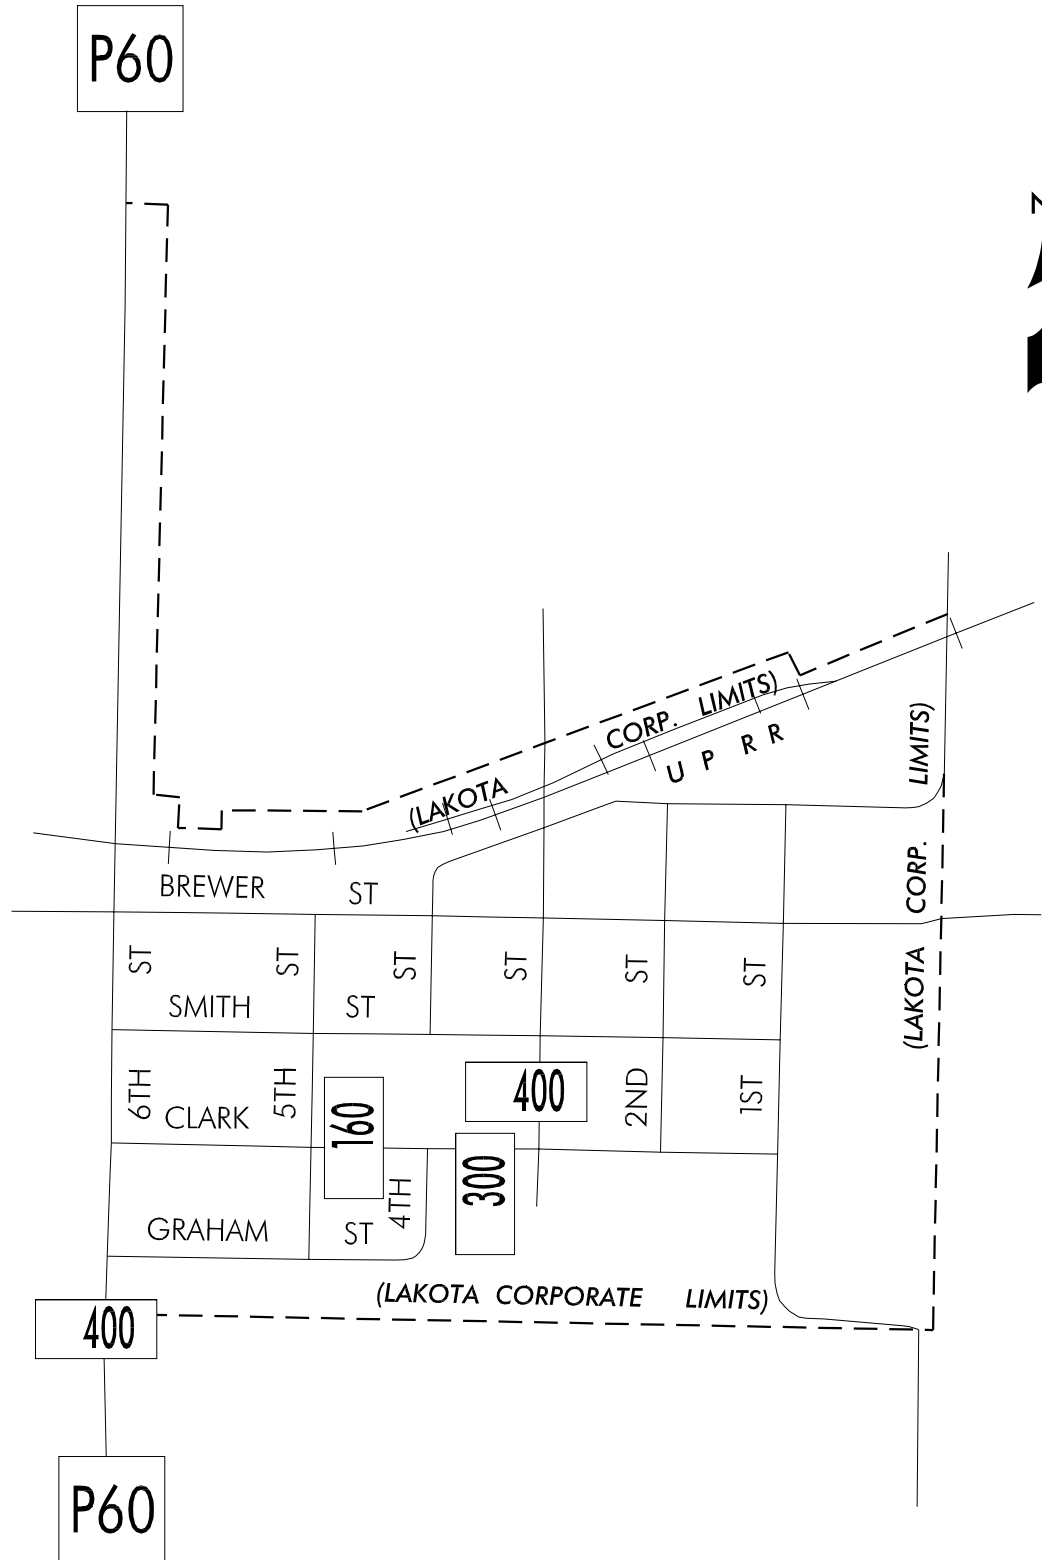 P60
(LAKOTA CORP. LIMITS)
U P R R
(LAKOTA CORP. LIMITS)
BREWER ST
ST
ST
ST
ST
ST
ST
SMITH ST
6TH
5TH
2ND
1ST
400
CLARK
160
300
4TH
GRAHAM ST
(LAKOTA CORPORATE LIMITS)
400
P60